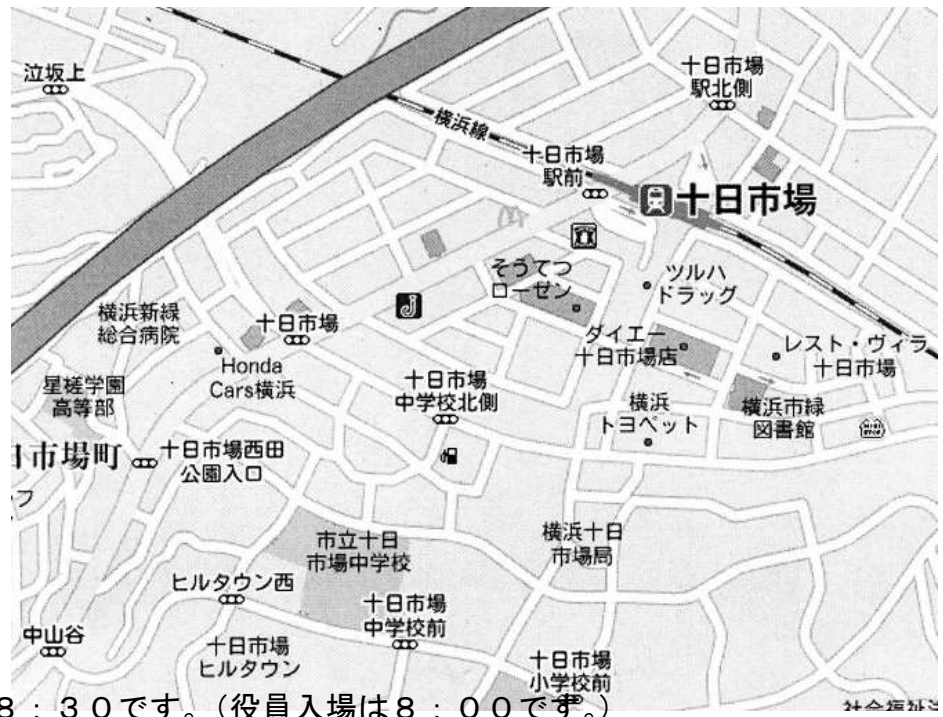 泣坂上
十日市場
駅北側
横浜線
十日市場
駅前
十日市場
そうてつ
ローゼン
ツルハ
ドラッグ
横浜新緑
総合病院
十日市場
ダイエー
十日市場店
レスト・ヴィラ
十日市場
Honda
Cars横浜
星槎学園
高等部
十日市場
中学校北側
横浜
トヨペット
横浜市緑
図書館
日市場町
十日市場西田
公園入口
フ
市立十日
市場中学校
横浜十日
市場局
ヒルタウン西
十日市場
中学校前
中山谷
十日市場
ヒルタウン
十日市場
小学校前
8:30です。(役員入場は8:00です。)